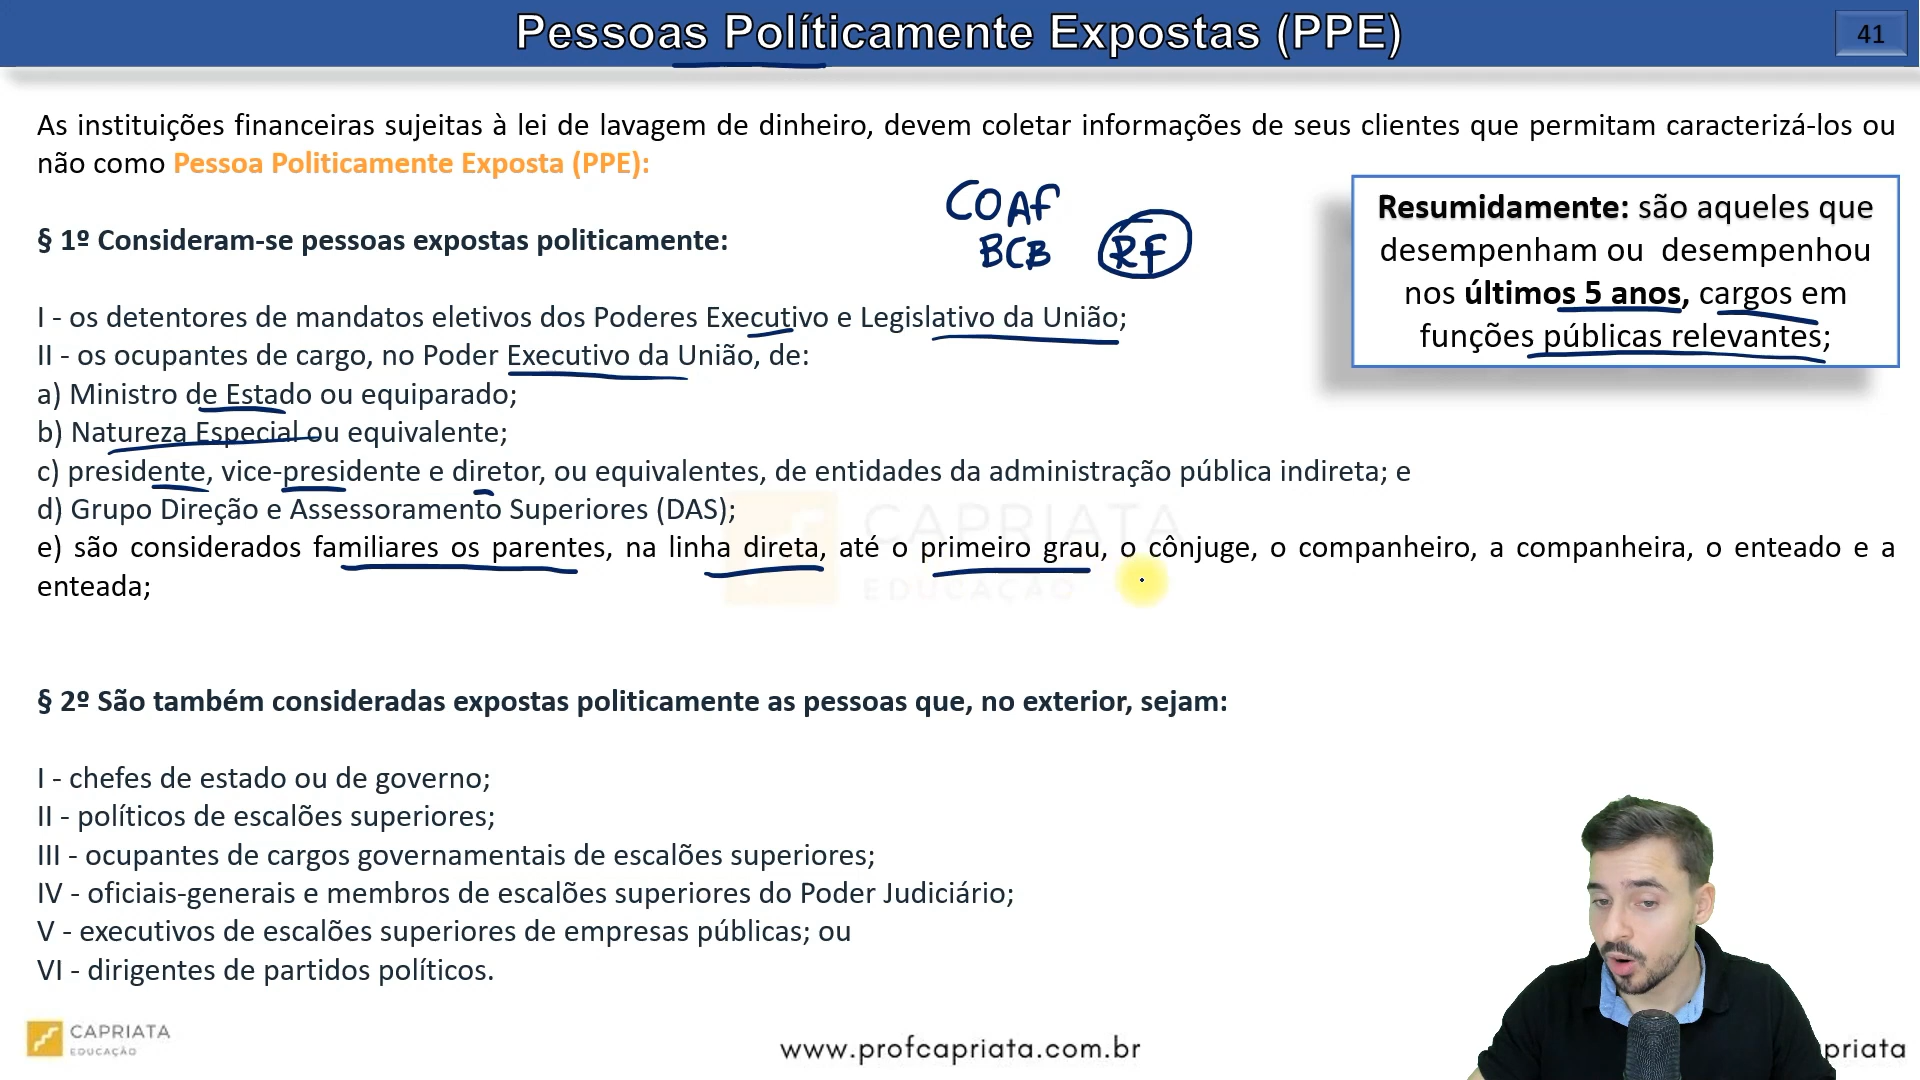 Pessoas Políticamente Expostas (PPE)
41
As instituições financeiras sujeitas à lei de lavagem de dinheiro, devem coletar informações de seus clientes que permitam caracterizá-los ou
não como Pessoa Politicamente Exposta (PPE):
COAF
BCB RF
Resumidamente: são aqueles que
desempenham ou desempenhou
nos últimos 5 anos, cargos em
funções públicas relevantes;
§ 1º Consideram-se pessoas expostas politicamente:
I - os detentores de mandatos eletivos dos Poderes Executivo e Legislativo da União;
II - os ocupantes de cargo, no Poder Executivo da União, de:
a) Ministro de Estado ou equiparado;
b) Natureza Especial ou equivalente;
c) presidente, vice-presidente e diretor, ou equivalentes, de entidades da administração pública indireta; e
d) Grupo Direção e Assessoramento Superiores (DAS);
CAPRIATA
e) são considerados familiares os parentes, na linha direta, até o primeiro grau, o cônjuge, o companheiro, a companheira, o enteado e a
enteada;
EDUCAÇÃO
§ 2º São também consideradas expostas politicamente as pessoas que, no exterior, sejam:
I - chefes de estado ou de governo;
II - políticos de escalões superiores;
III - ocupantes de cargos governamentais de escalões superiores;
IV - oficiais-generais e membros de escalões superiores do Poder Judiciário;
V - executivos de escalões superiores de empresas públicas; ou
VI - dirigentes de partidos políticos.
CAPRIATA
EDUCAÇÃO
www.profcapriata.com.br
priata